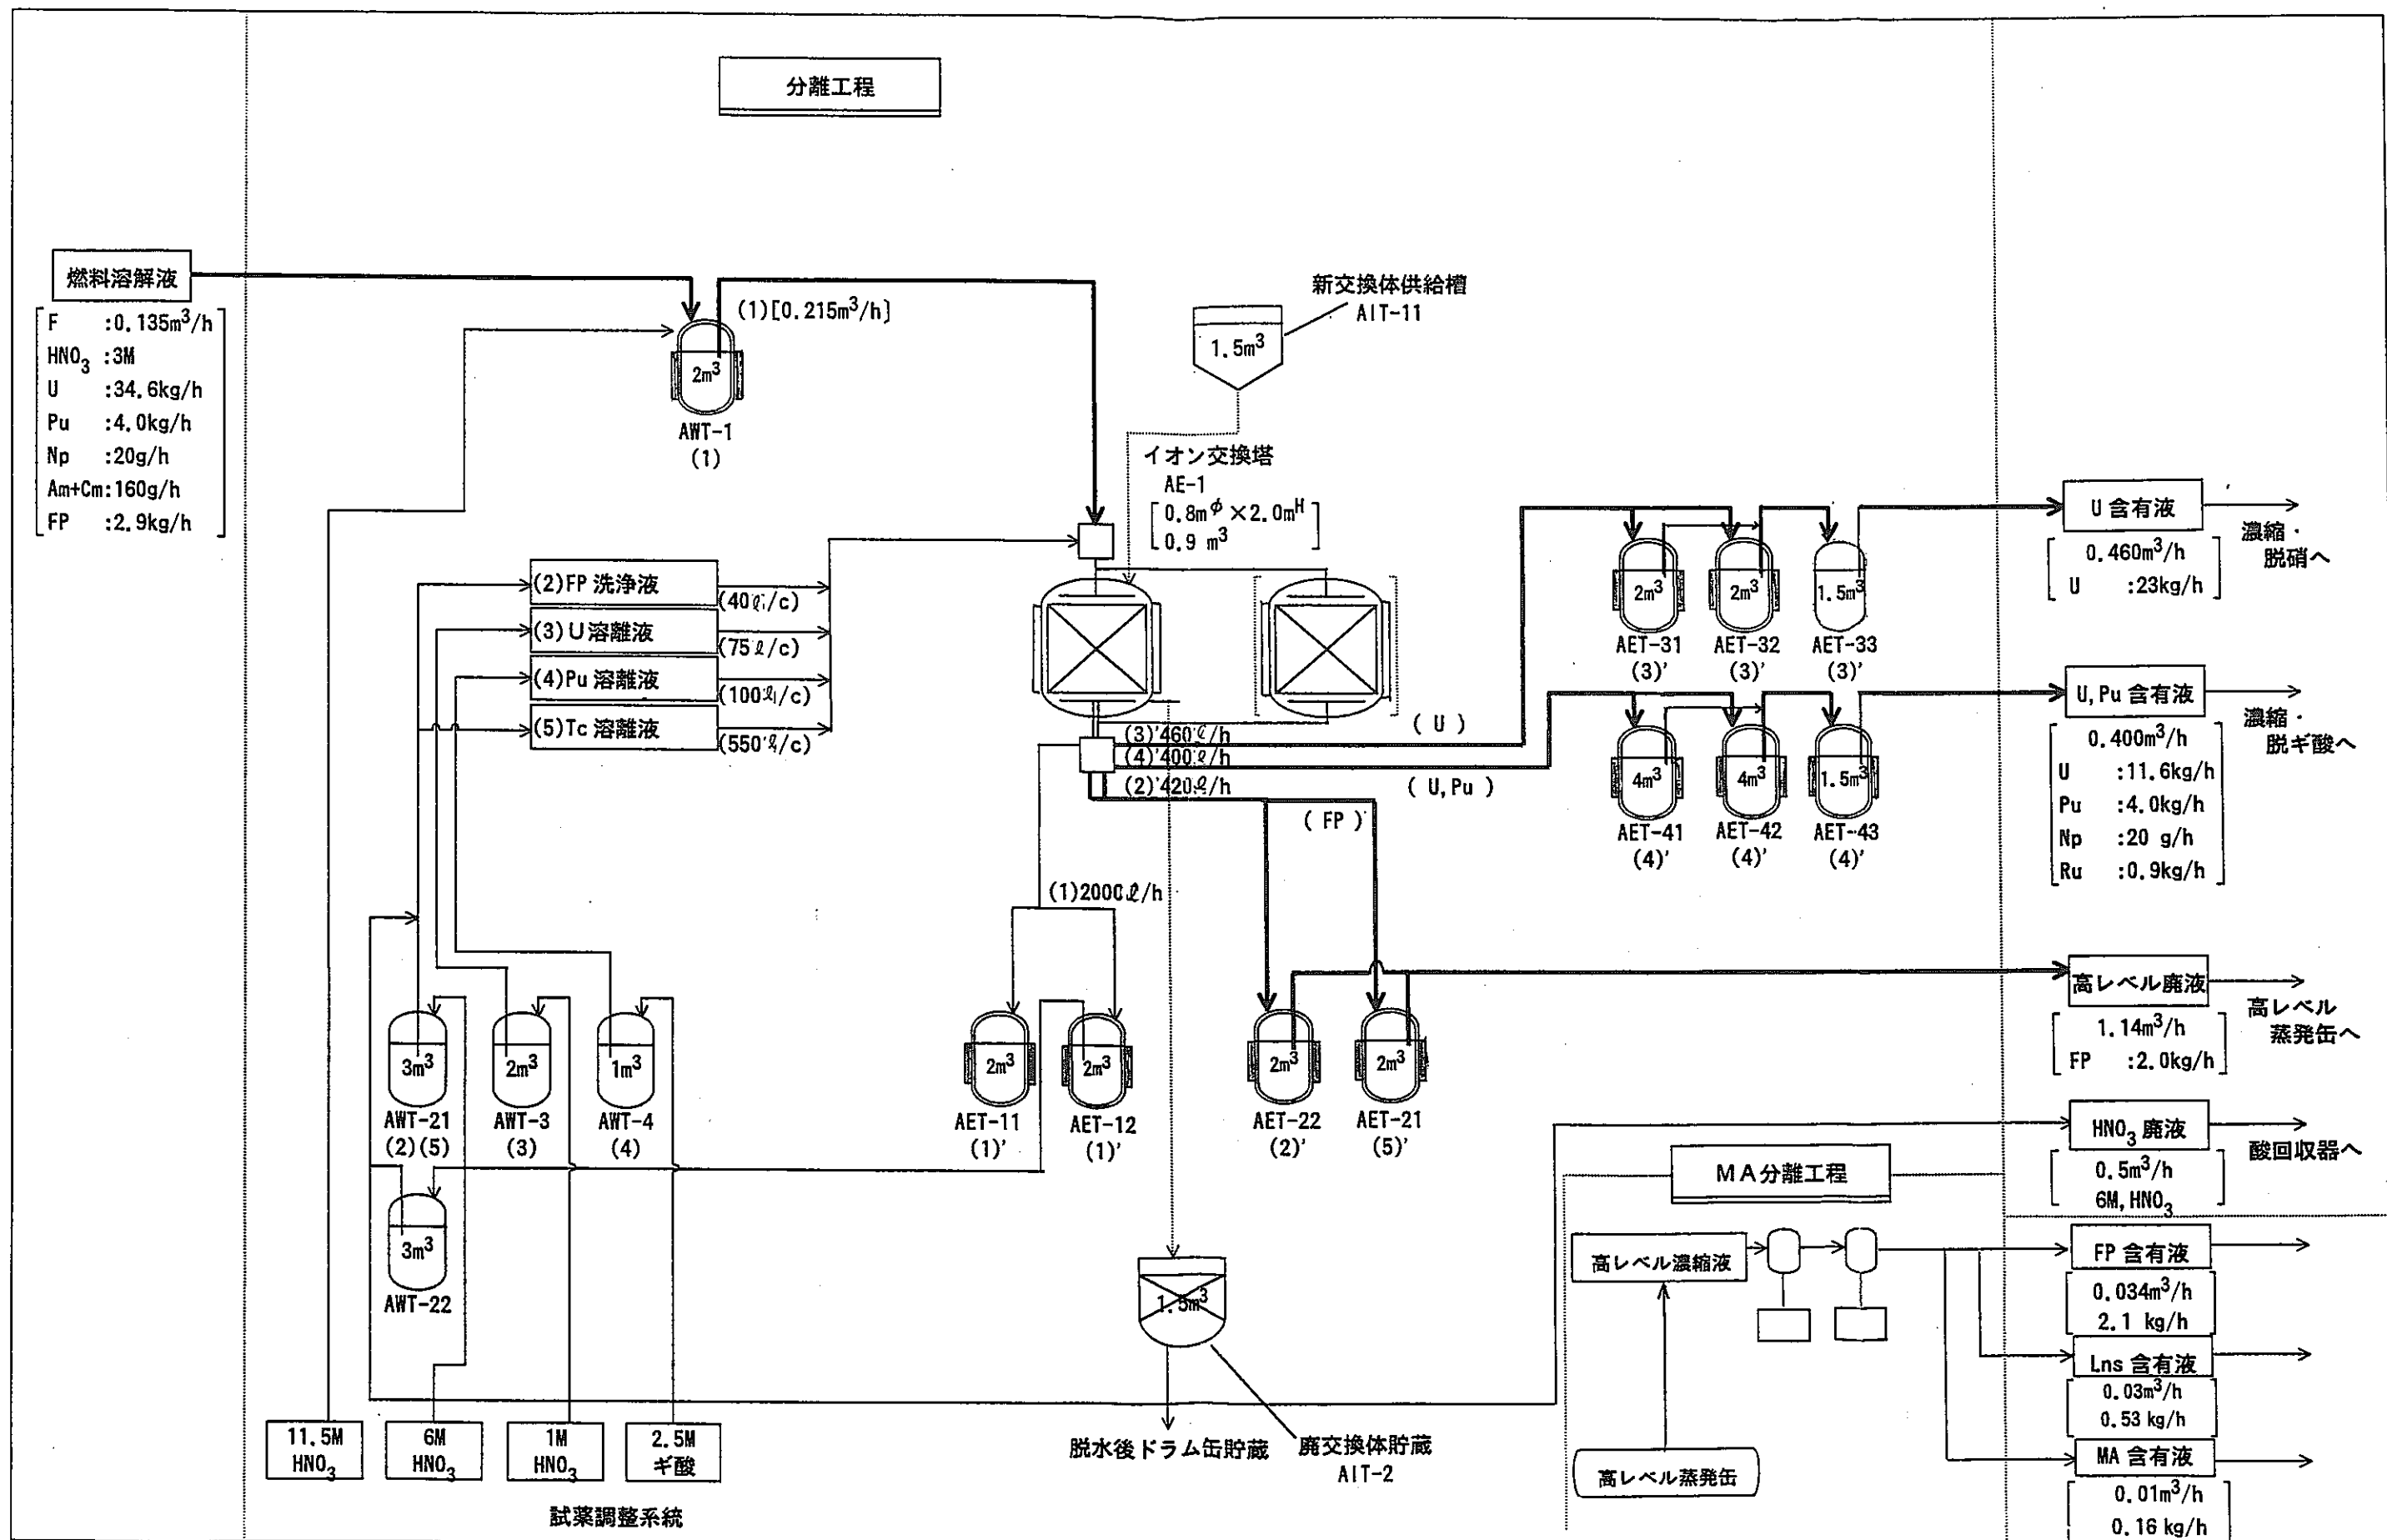 分離工程
燃料溶解液
F :0.135m³/h
HNO₃ :3M
U :34.6kg/h
Pu :4.0kg/h
Np :20g/h
Am+Cm:160g/h
FP :2.9kg/h
(1)[0.215m³/h]
2m³
AWT-1
(1)
新交換体供給槽
AIT-11
1.5m³
イオン交換塔
AE-1
0.8mφ×2.0mH
0.9 m³
(2)FP 洗浄液
(40ℓ/c)
(3)U 溶離液
(75ℓ/c)
(4)Pu 溶離液
(100ℓ/c)
(5)Tc 溶離液
(550ℓ/c)
(3)'460ℓ/h
(U)
(4)'400ℓ/h
(U,Pu)
(2)'420ℓ/h
(FP)
(1)2000ℓ/h
2m³
AET-31
(3)'
2m³
AET-32
(3)'
1.5m³
AET-33
(3)'
4m³
AET-41
(4)'
4m³
AET-42
(4)'
1.5m³
AET-43
(4)'
U 含有液
0.460m³/h
U :23kg/h
濃縮・
脱硝へ
U,Pu 含有液
0.400m³/h
U :11.6kg/h
Pu :4.0kg/h
Np :20 g/h
Ru :0.9kg/h
濃縮・
脱ギ酸へ
高レベル廃液
1.14m³/h
FP :2.0kg/h
高レベル
蒸発缶へ
HNO₃ 廃液
0.5m³/h
6M,HNO₃
酸回収器へ
3m³
AWT-21
(2)(5)
2m³
AWT-3
(3)
1m³
AWT-4
(4)
2m³
AET-11
(1)'
2m³
AET-12
(1)'
2m³
AET-22
(2)'
2m³
AET-21
(5)'
3m³
AWT-22
1.5m³
脱水後ドラム缶貯蔵
廃交換体貯蔵
AIT-2
11.5M
HNO₃
6M
HNO₃
1M
HNO₃
2.5M
ギ酸
試薬調整系統
MA分離工程
高レベル濃縮液
高レベル蒸発缶
FP 含有液
0.034m³/h
2.1 kg/h
Lns 含有液
0.03m³/h
0.53 kg/h
MA 含有液
0.01m³/h
0.16 kg/h